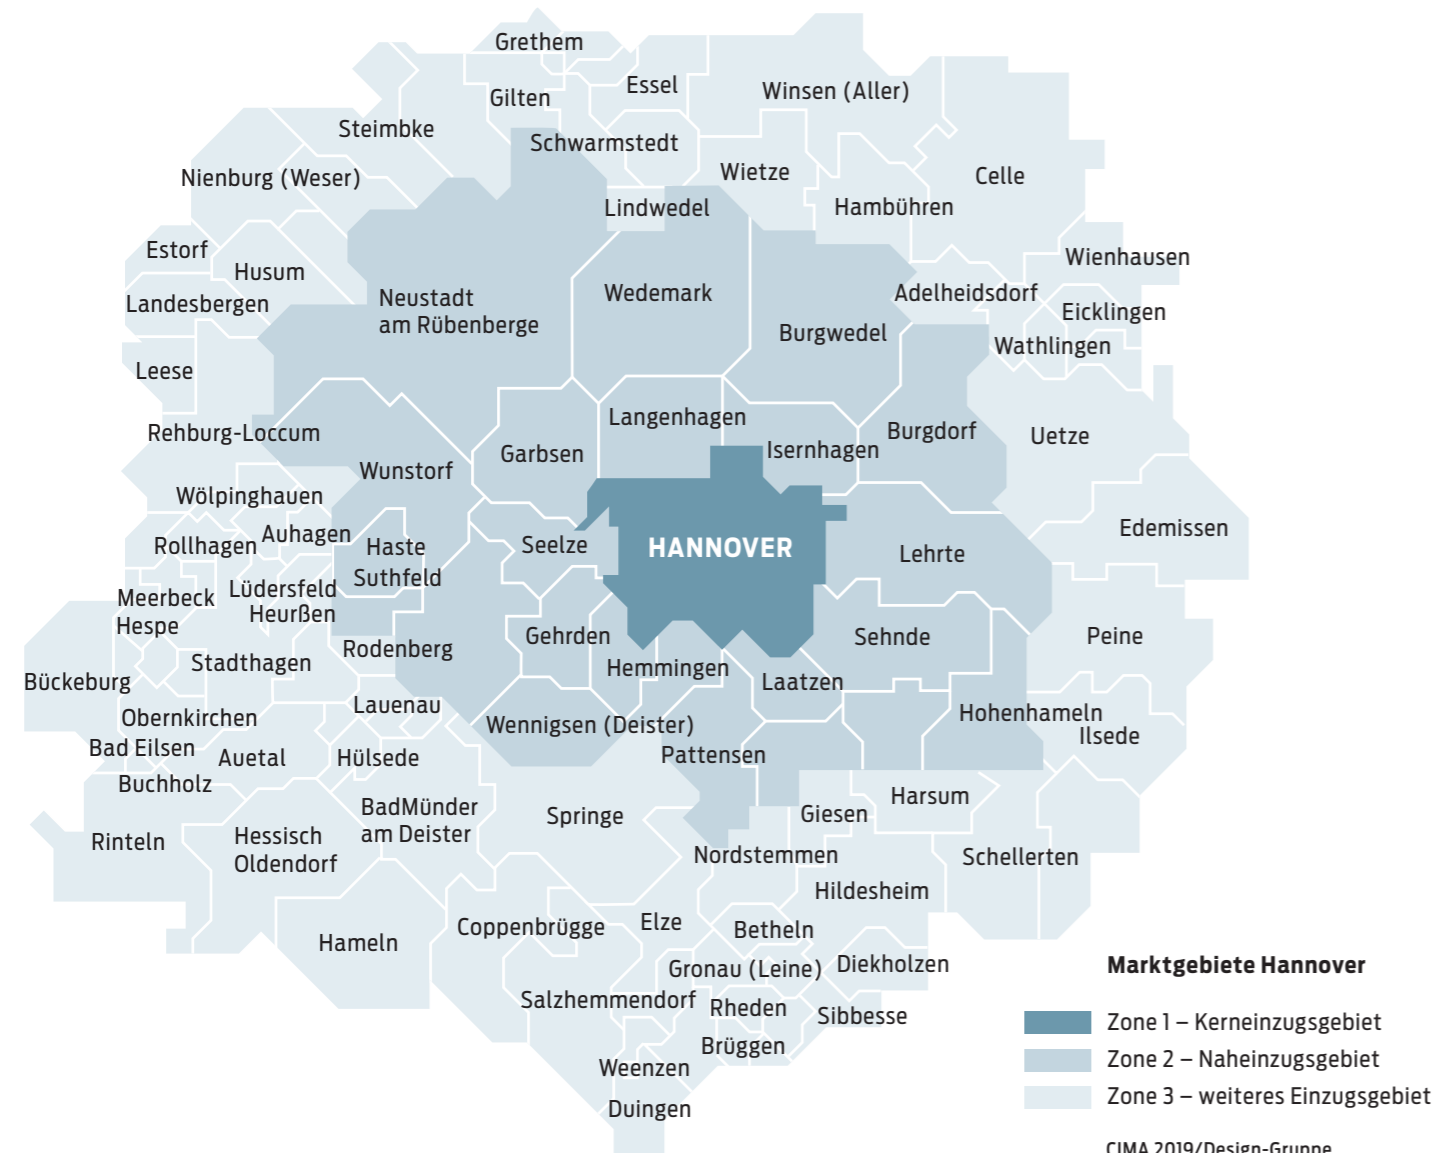 Grethem
Essel
Winsen (Aller)
Gilten
Steimbke
Schwarmstedt
Wietze
Celle
Nienburg (Weser)
Lindwedel
Hambühren
Estorf
Wienhausen
Husum
Landesbergen
Neustadt
am Rübenberge
Wedemark
Adelheidsdorf
Eicklingen
Burgwedel
Wathlingen
Leese
Langenhagen
Rehburg-Loccum
Burgdorf
Uetze
Isernhagen
Garbsen
Wunstorf
Wölpinghauen
Edemissen
Auhagen
Rollhagen
Haste
Seelze
HANNOVER
Lehrte
Suthfeld
Lüdersfeld
Meerbeck
Heurßen
Hespe
Gehrden
Sehnde
Peine
Rodenberg
Stadthagen
Hemmingen
Bückeburg
Laatzen
Lauenau
Obernkirchen
Wennigsen (Deister)
Hohenhameln
Ilsede
Bad Eilsen
Auetal
Hülsede
Pattensen
Buchholz
Harsum
BadMünder
am Deister
Springe
Giesen
Rinteln
Hessisch
Oldendorf
Nordstemmen
Schellerten
Hildesheim
Hameln
Coppenbrügge
Elze
Betheln
Gronau (Leine)
Diekholzen
Salzhemmendorf
Rheden
Sibbesse
Brüggen
Weenzen
Duingen
Marktgebiete Hannover
Zone 1 – Kerneinzugsgebiet
Zone 2 – Naheinzugsgebiet
Zone 3 – weiteres Einzugsgebiet
CIMA 2019/Design-Gruppe